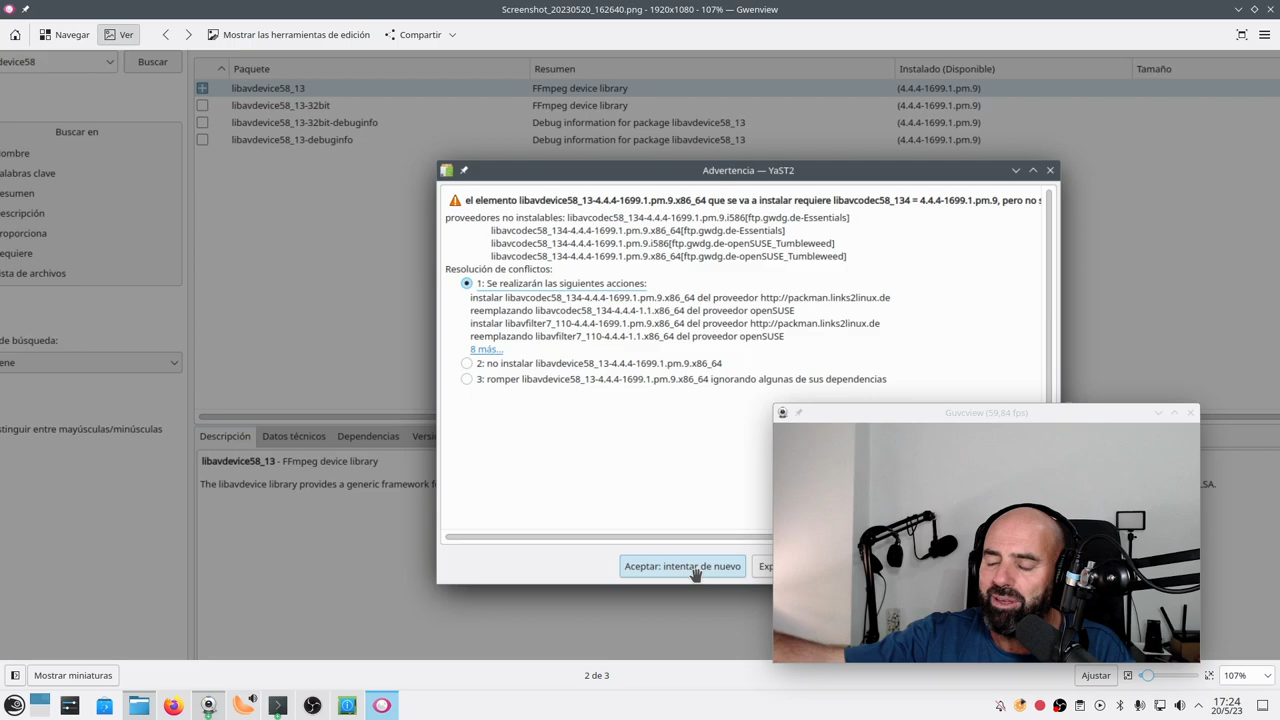 Screenshot_20230520_162640.png - 1920x1080 - 107% — Gwenview
Navegar
Ver
Mostrar las herramientas de edición
Compartir
device58
Buscar
Paquete
Resumen
Instalado (Disponible)
Tamaño
libavdevice58_13
FFmpeg device library
(4.4.4-1699.1.pm.9)
libavdevice58_13-32bit
FFmpeg device library
(4.4.4-1699.1.pm.9)
libavdevice58_13-32bit-debuginfo
Debug information for package libavdevice58_13
(4.4.4-1699.1.pm.9)
libavdevice58_13-debuginfo
Debug information for package libavdevice58_13
(4.4.4-1699.1.pm.9)
Buscar en
ombre
alabras clave
esumen
escripción
roporciona
equiere
ista de archivos
de búsqueda:
ene
tinguir entre mayúsculas/minúsculas
Advertencia — YaST2
el elemento libavdevice58_13-4.4.4-1699.1.pm.9.x86_64 que se va a instalar requiere libavcodec58_134 = 4.4.4-1699.1.pm.9, pero no s
proveedores no instalables: libavcodec58_134-4.4.4-1699.1.pm.9.i586[ftp.gwdg.de-Essentials]
libavcodec58_134-4.4.4-1699.1.pm.9.x86_64[ftp.gwdg.de-Essentials]
libavcodec58_134-4.4.4-1699.1.pm.9.i586[ftp.gwdg.de-openSUSE_Tumbleweed]
libavcodec58_134-4.4.4-1699.1.pm.9.x86_64[ftp.gwdg.de-openSUSE_Tumbleweed]
Resolución de conflictos:
1: Se realizarán las siguientes acciones:
instalar libavcodec58_134-4.4.4-1699.1.pm.9.x86_64 del proveedor http://packman.links2linux.de
reemplazando libavcodec58_134-4.4.4-1.1.x86_64 del proveedor openSUSE
instalar libavfilter7_110-4.4.4-1699.1.pm.9.x86_64 del proveedor http://packman.links2linux.de
reemplazando libavfilter7_110-4.4.4-1.1.x86_64 del proveedor openSUSE
8 más...
2: no instalar libavdevice58_13-4.4.4-1699.1.pm.9.x86_64
3: romper libavdevice58_13-4.4.4-1699.1.pm.9.x86_64 ignorando algunas de sus dependencias
Aceptar: intentar de nuevo
Exp
Guvcview (59,84 fps)
Descripción
Datos técnicos
Dependencias
Versi
libavdevice58_13 - FFmpeg device library
The libavdevice library provides a generic framework f
SA.
Mostrar miniaturas
2 de 3
Ajustar
107%
17:24
20/5/23